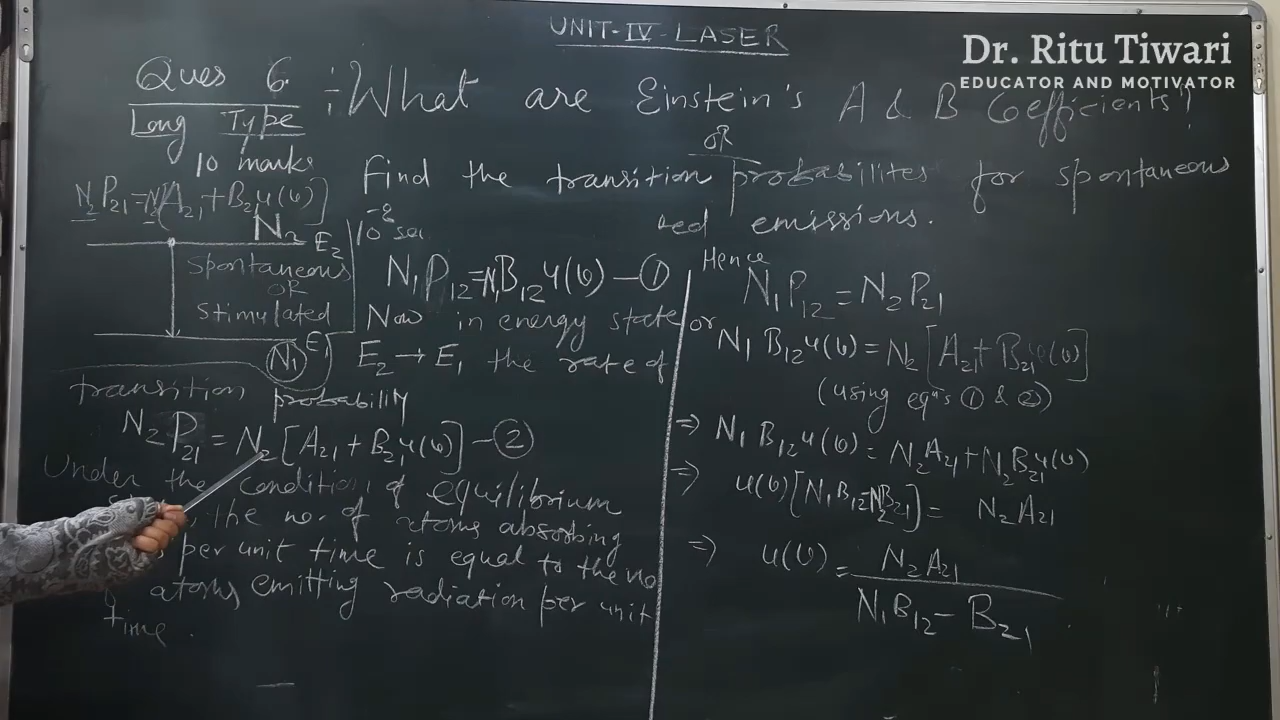 UNIT-IV-LASER
Dr. Ritu Tiwari
EDUCATOR AND MOTIVATOR
Ques 6 :- What are Einstein's A & B Coefficients?
Long Type
OR
10 marks
Find the transition probabilites for spontaneous
ted emissions.
N₂P₂₁=N₂[A₂₁+B₂₁u(ν)]
N₂ E₂
10⁻⁸ sec
Spontaneous
OR
Stimulated
N₁ E₁
N₁P₁₂=N₁B₁₂u(ν) —①
Now in energy state
E₂→E₁ the rate of
transition probability
N₂P₂₁=N₂[A₂₁+B₂₁u(ν)] —②
Under the condition of equilibrium
the no. of atoms absorbing
per unit time is equal to the no
atoms emitting radiation per unit
time.
Hence
N₁P₁₂=N₂P₂₁
or N₁B₁₂u(ν)=N₂[A₂₁+B₂₁u(ν)]
(using eqⁿs ① & ②)
⇒ N₁B₁₂u(ν)=N₂A₂₁+N₂B₂₁u(ν)
⇒ u(ν)[N₁B₁₂-N₂B₂₁]= N₂A₂₁
⇒ u(ν) = N₂A₂₁
N₁B₁₂-B₂₁